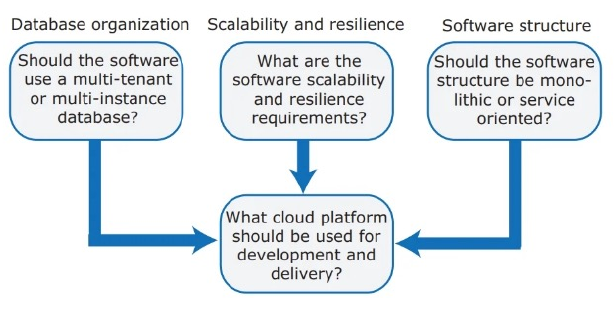 Database organization
Scalability and resilience
Software structure
Should the software
use a multi-tenant
or multi-instance
database?
What are the
software scalability
and resilience
requirements?
Should the software
structure be mono-
lithic or service
oriented?
What cloud platform
should be used for
development and
delivery?